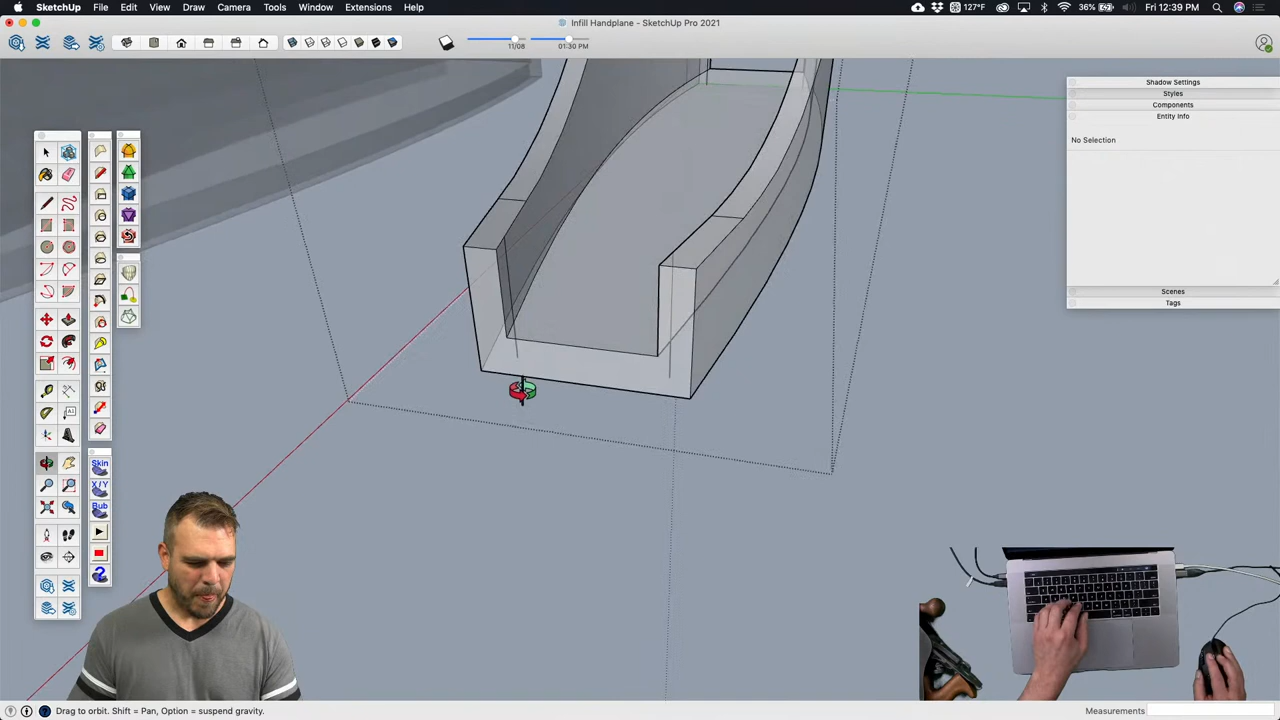 SketchUp File Edit View Draw Camera Tools Window Extensions Help
127°F 36% Fri 12:39 PM
Infill Handplane - SketchUp Pro 2021
11/08 01:30 PM
Shadow Settings
Styles
Components
Entity Info
No Selection
Scenes
Tags
A1
Skin
X/Y
Bub
?
Drag to orbit. Shift = Pan, Option = suspend gravity.
Measurements